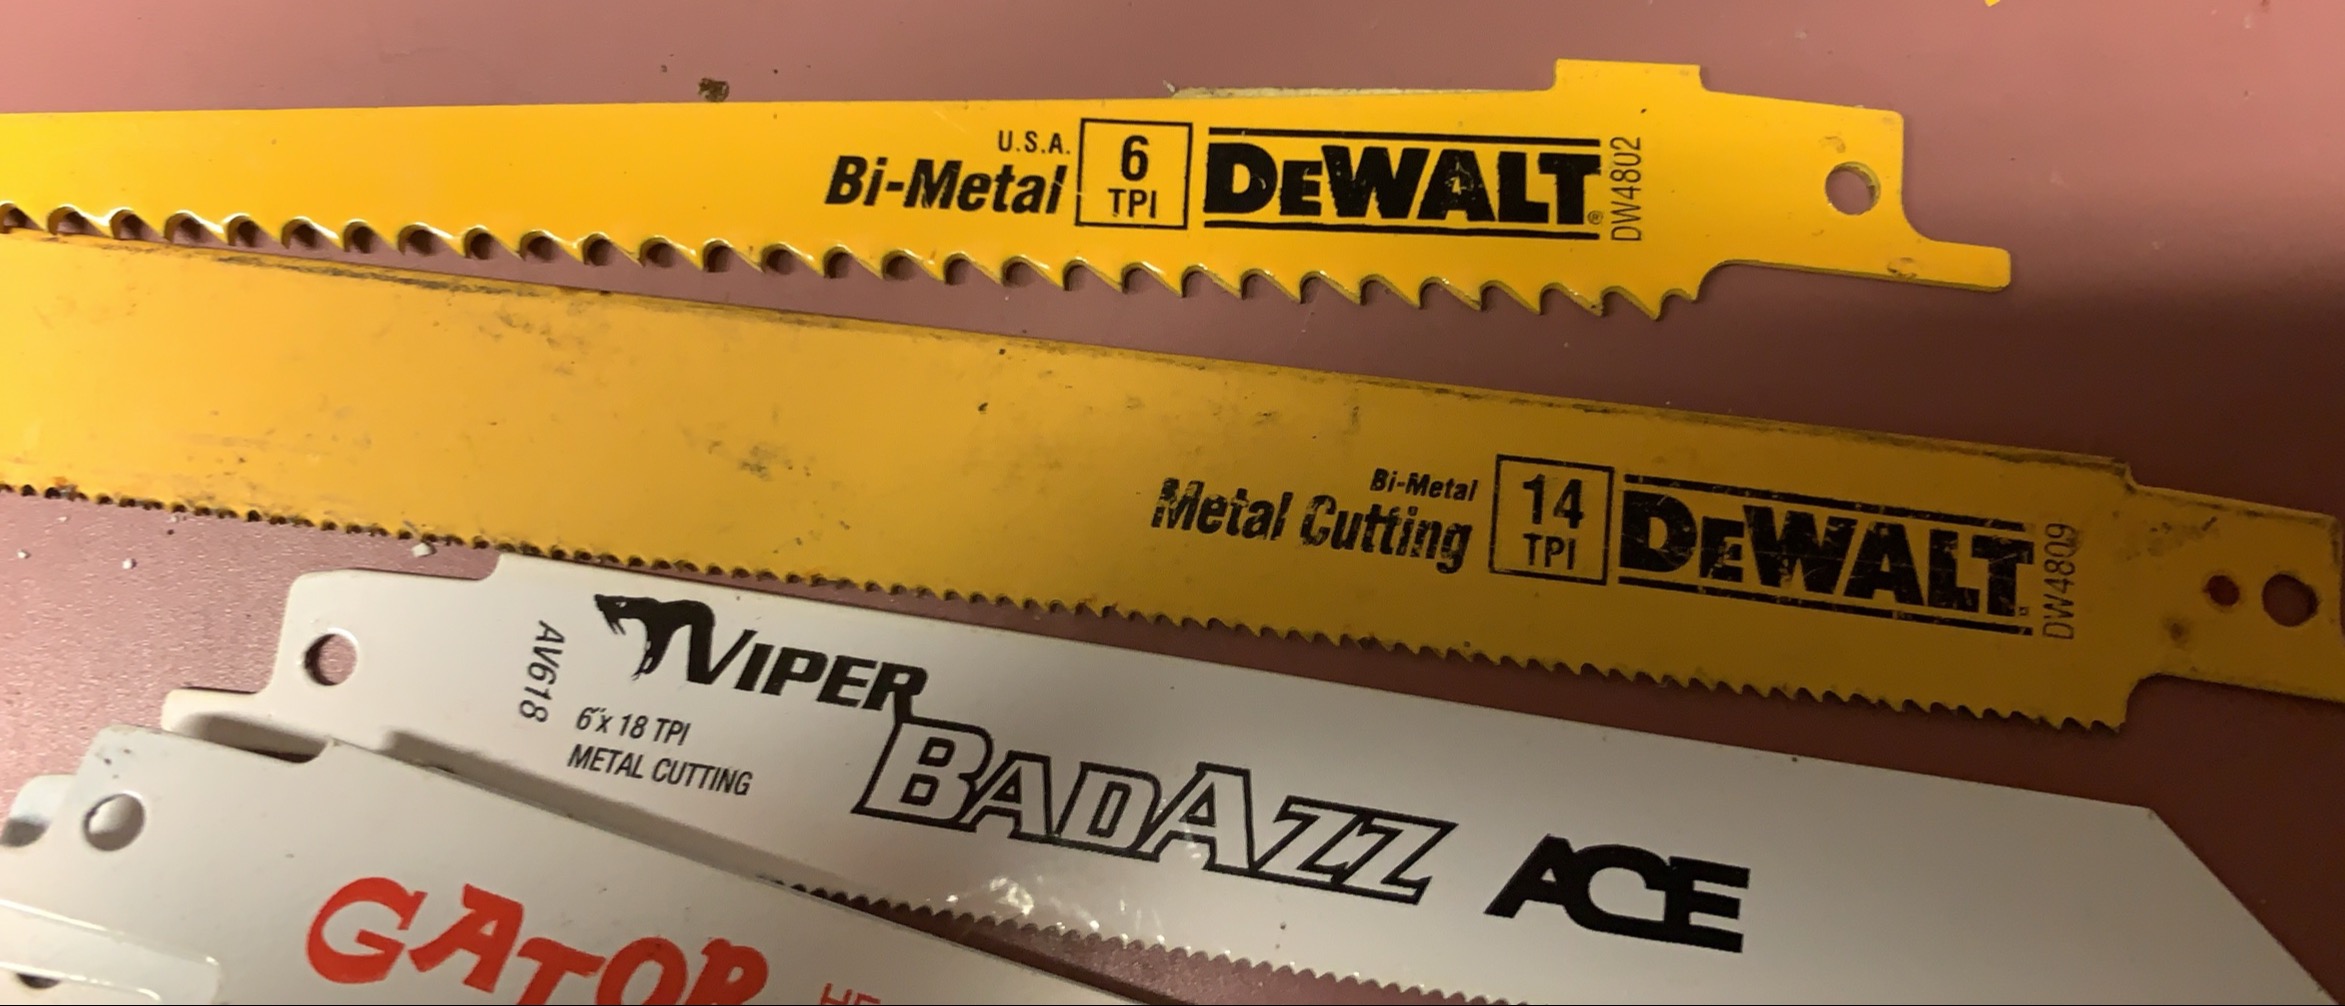 U.S.A.
Bi-Metal
6
TPI
DEWALT®
DW4802
Bi-Metal
Metal Cutting
14
TPI
DEWALT
DW4809
AV618
VIPER
6"x 18 TPI
METAL CUTTING
BADAZZ
ACE
GATOR